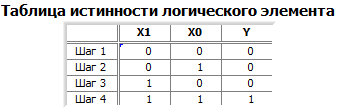 Таблица истинности логического элемента
X1 X0 Y
Шаг 1 0 0 0
Шаг 2 0 1 0
Шаг 3 1 0 0
Шаг 4 1 1 1